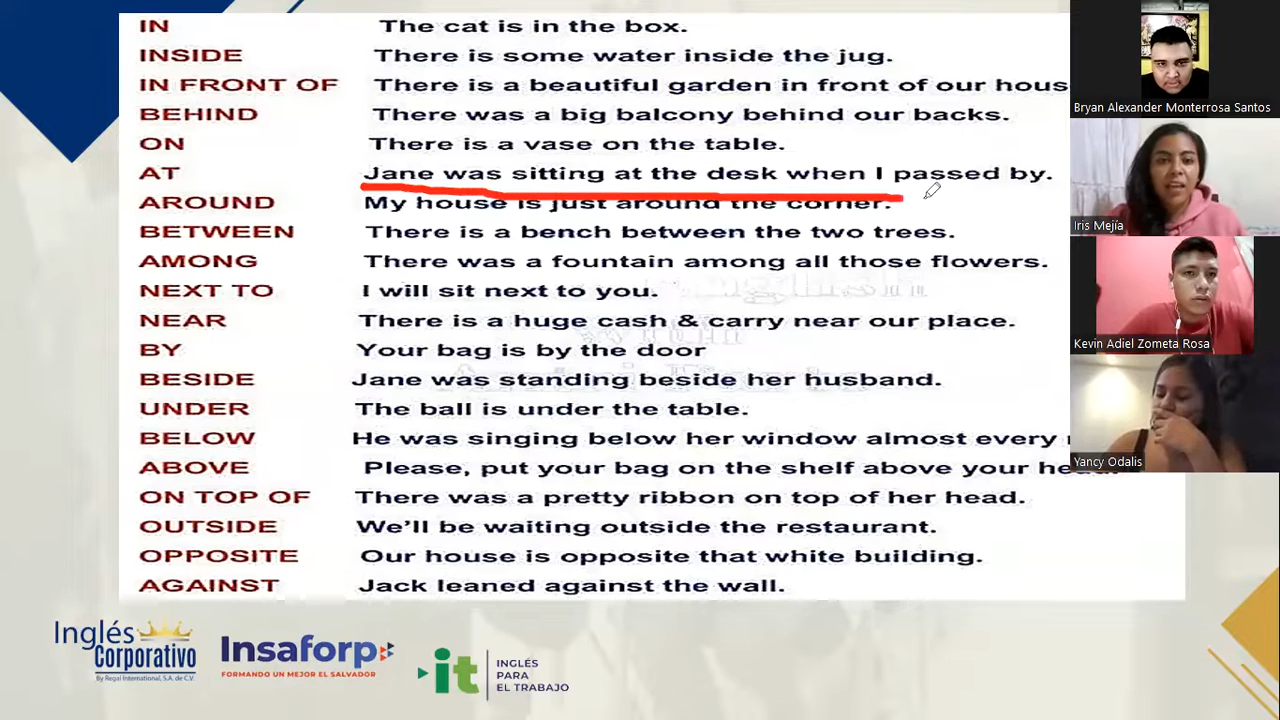 IN The cat is in the box.
INSIDE There is some water inside the jug.
IN FRONT OF There is a beautiful garden in front of our hous
BEHIND There was a big balcony behind our backs.
ON There is a vase on the table.
AT Jane was sitting at the desk when I passed by.
AROUND My house is just around the corner.
BETWEEN There is a bench between the two trees.
AMONG There was a fountain among all those flowers.
NEXT TO I will sit next to you.
NEAR There is a huge cash & carry near our place.
BY Your bag is by the door
BESIDE Jane was standing beside her husband.
UNDER The ball is under the table.
BELOW He was singing below her window almost every
ABOVE Please, put your bag on the shelf above your head.
ON TOP OF There was a pretty ribbon on top of her head.
OUTSIDE We'll be waiting outside the restaurant.
OPPOSITE Our house is opposite that white building.
AGAINST Jack leaned against the wall.
Bryan Alexander Monterrosa Santos
Iris Mejía
Kevin Adiel Zometa Rosa
Yancy Odalis
Inglés
Corporativo
By Regal International, S.A. de C.V.
Insaforp
FORMANDO UN MEJOR EL SALVADOR
it
INGLÉS
PARA
EL TRABAJO